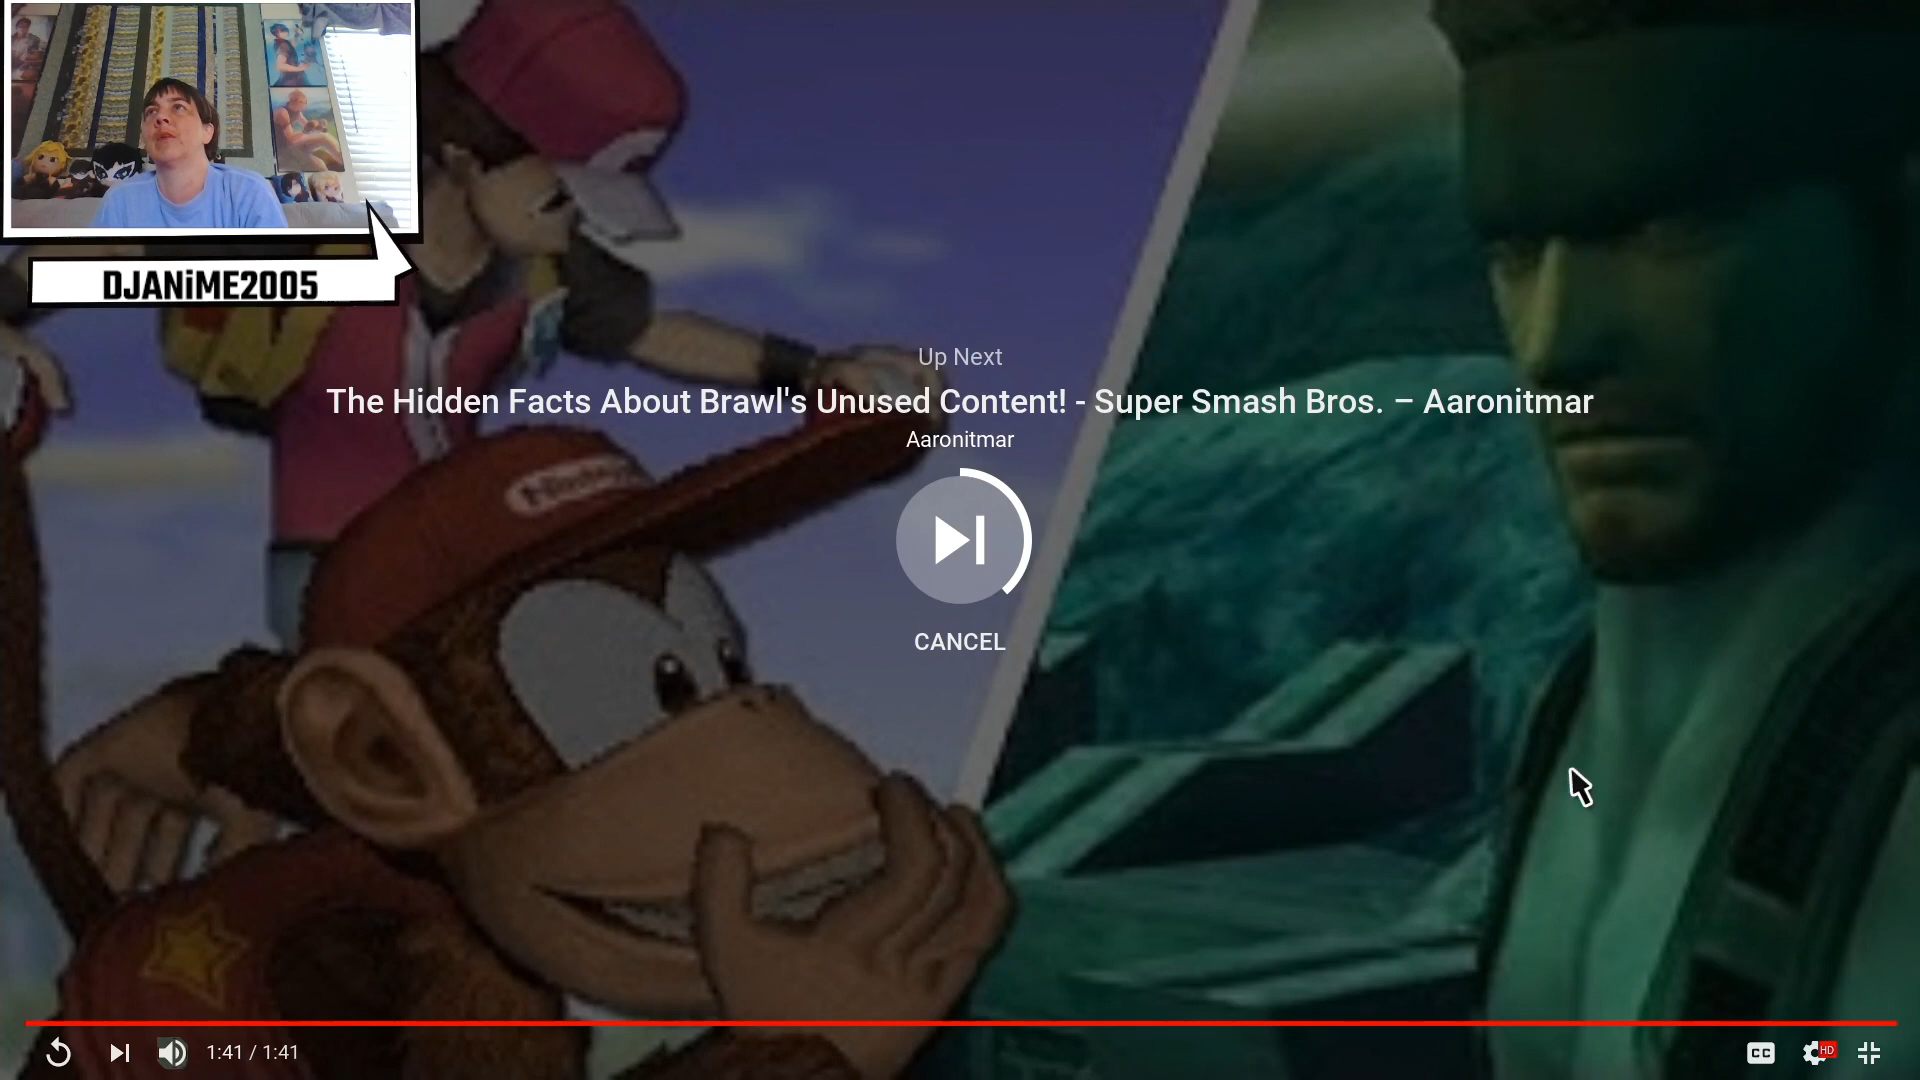 DJANiME2005
Up Next
The Hidden Facts About Brawl's Unused Content! - Super Smash Bros. – Aaronitmar
Aaronitmar
Nintendo
CANCEL
1:41 / 1:41
CC
HD